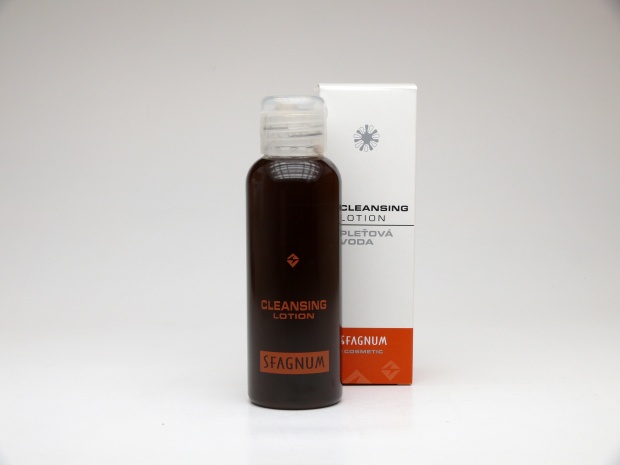 CLEANSING
LOTION
SFAGNUM
CLEANSING
LOTION
PLEŤOVÁ
VODA
SFAGNUM
COSMETIC